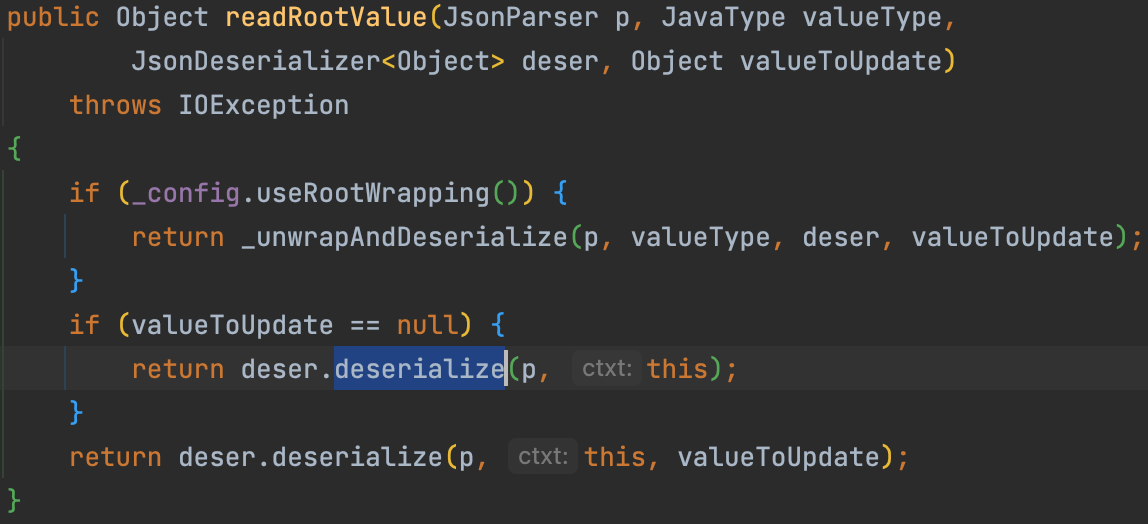 public Object readRootValue(JsonParser p, JavaType valueType,
        JsonDeserializer<Object> deser, Object valueToUpdate)
    throws IOException
{
    if (_config.useRootWrapping()) {
        return _unwrapAndDeserialize(p, valueType, deser, valueToUpdate);
    }
    if (valueToUpdate == null) {
        return deser.deserialize(p, ctxt: this);
    }
    return deser.deserialize(p, ctxt: this, valueToUpdate);
}